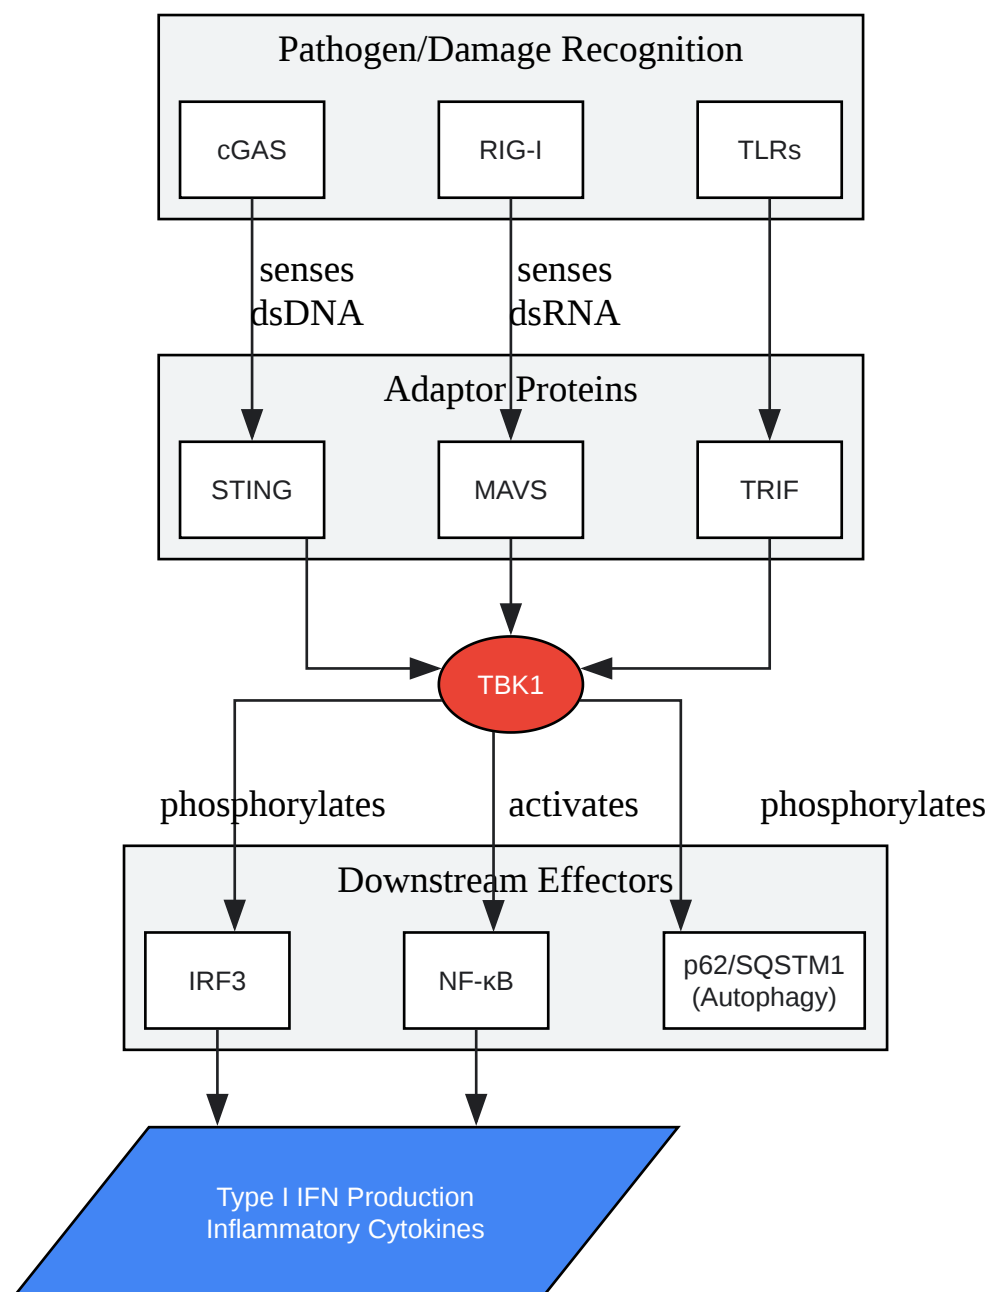 Pathogen/Damage Recognition
cGAS
RIG-I
TLRs
senses
dsDNA
senses
dsRNA
Adaptor Proteins
STING
MAVS
TRIF
TBK1
phosphorylates
activates
phosphorylates
Downstream Effectors
IRF3
NF-κB
p62/SQSTM1
(Autophagy)
Type I IFN Production
Inflammatory Cytokines